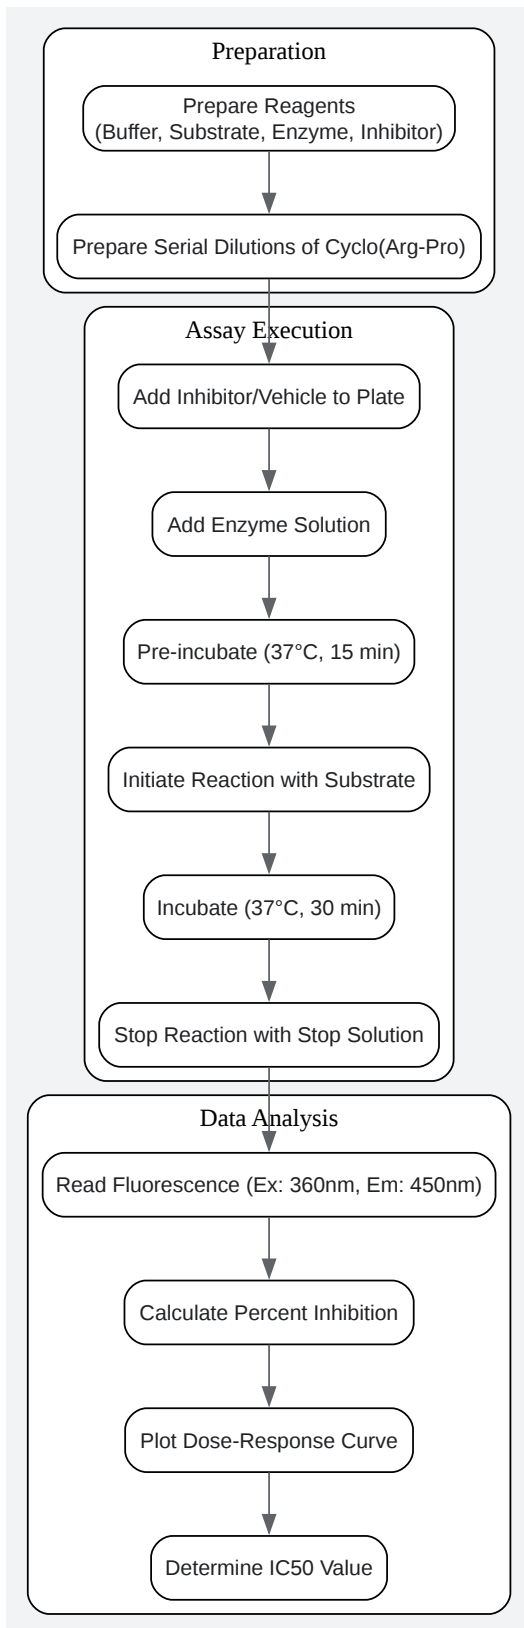 Preparation
Prepare Reagents
(Buffer, Substrate, Enzyme, Inhibitor)
Prepare Serial Dilutions of Cyclo(Arg-Pro)
Assay Execution
Add Inhibitor/Vehicle to Plate
Add Enzyme Solution
Pre-incubate (37°C, 15 min)
Initiate Reaction with Substrate
Incubate (37°C, 30 min)
Stop Reaction with Stop Solution
Data Analysis
Read Fluorescence (Ex: 360nm, Em: 450nm)
Calculate Percent Inhibition
Plot Dose-Response Curve
Determine IC50 Value